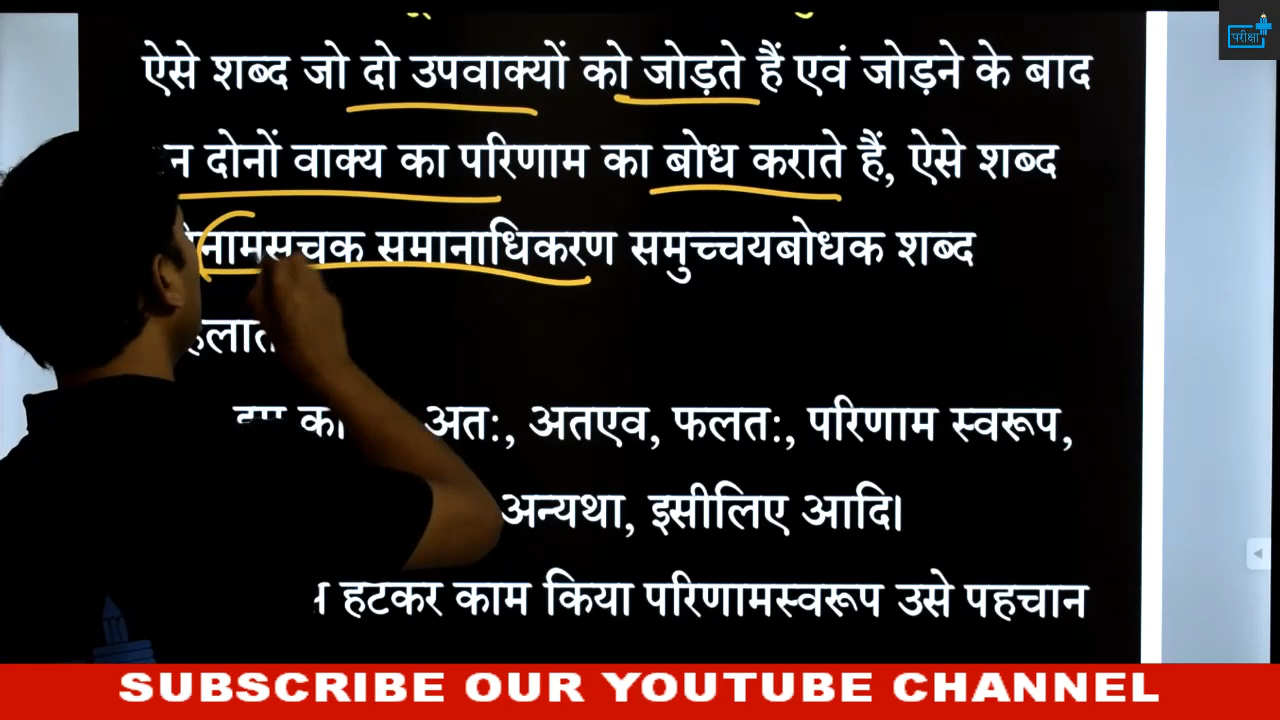 परीक्षा
ऐसे शब्द जो दो उपवाक्यों को जोड़ते हैं एवं जोड़ने के बाद
दोनों वाक्य का परिणाम का बोध कराते हैं, ऐसे शब्द
समानाधिकरण समुच्चयबोधक शब्द
अतः, अतएव, फलतः, परिणाम स्वरूप,
अन्यथा, इसीलिए आदि।
हटकर काम किया परिणामस्वरूप उसे पहचान
SUBSCRIBE OUR YOUTUBE CHANNEL